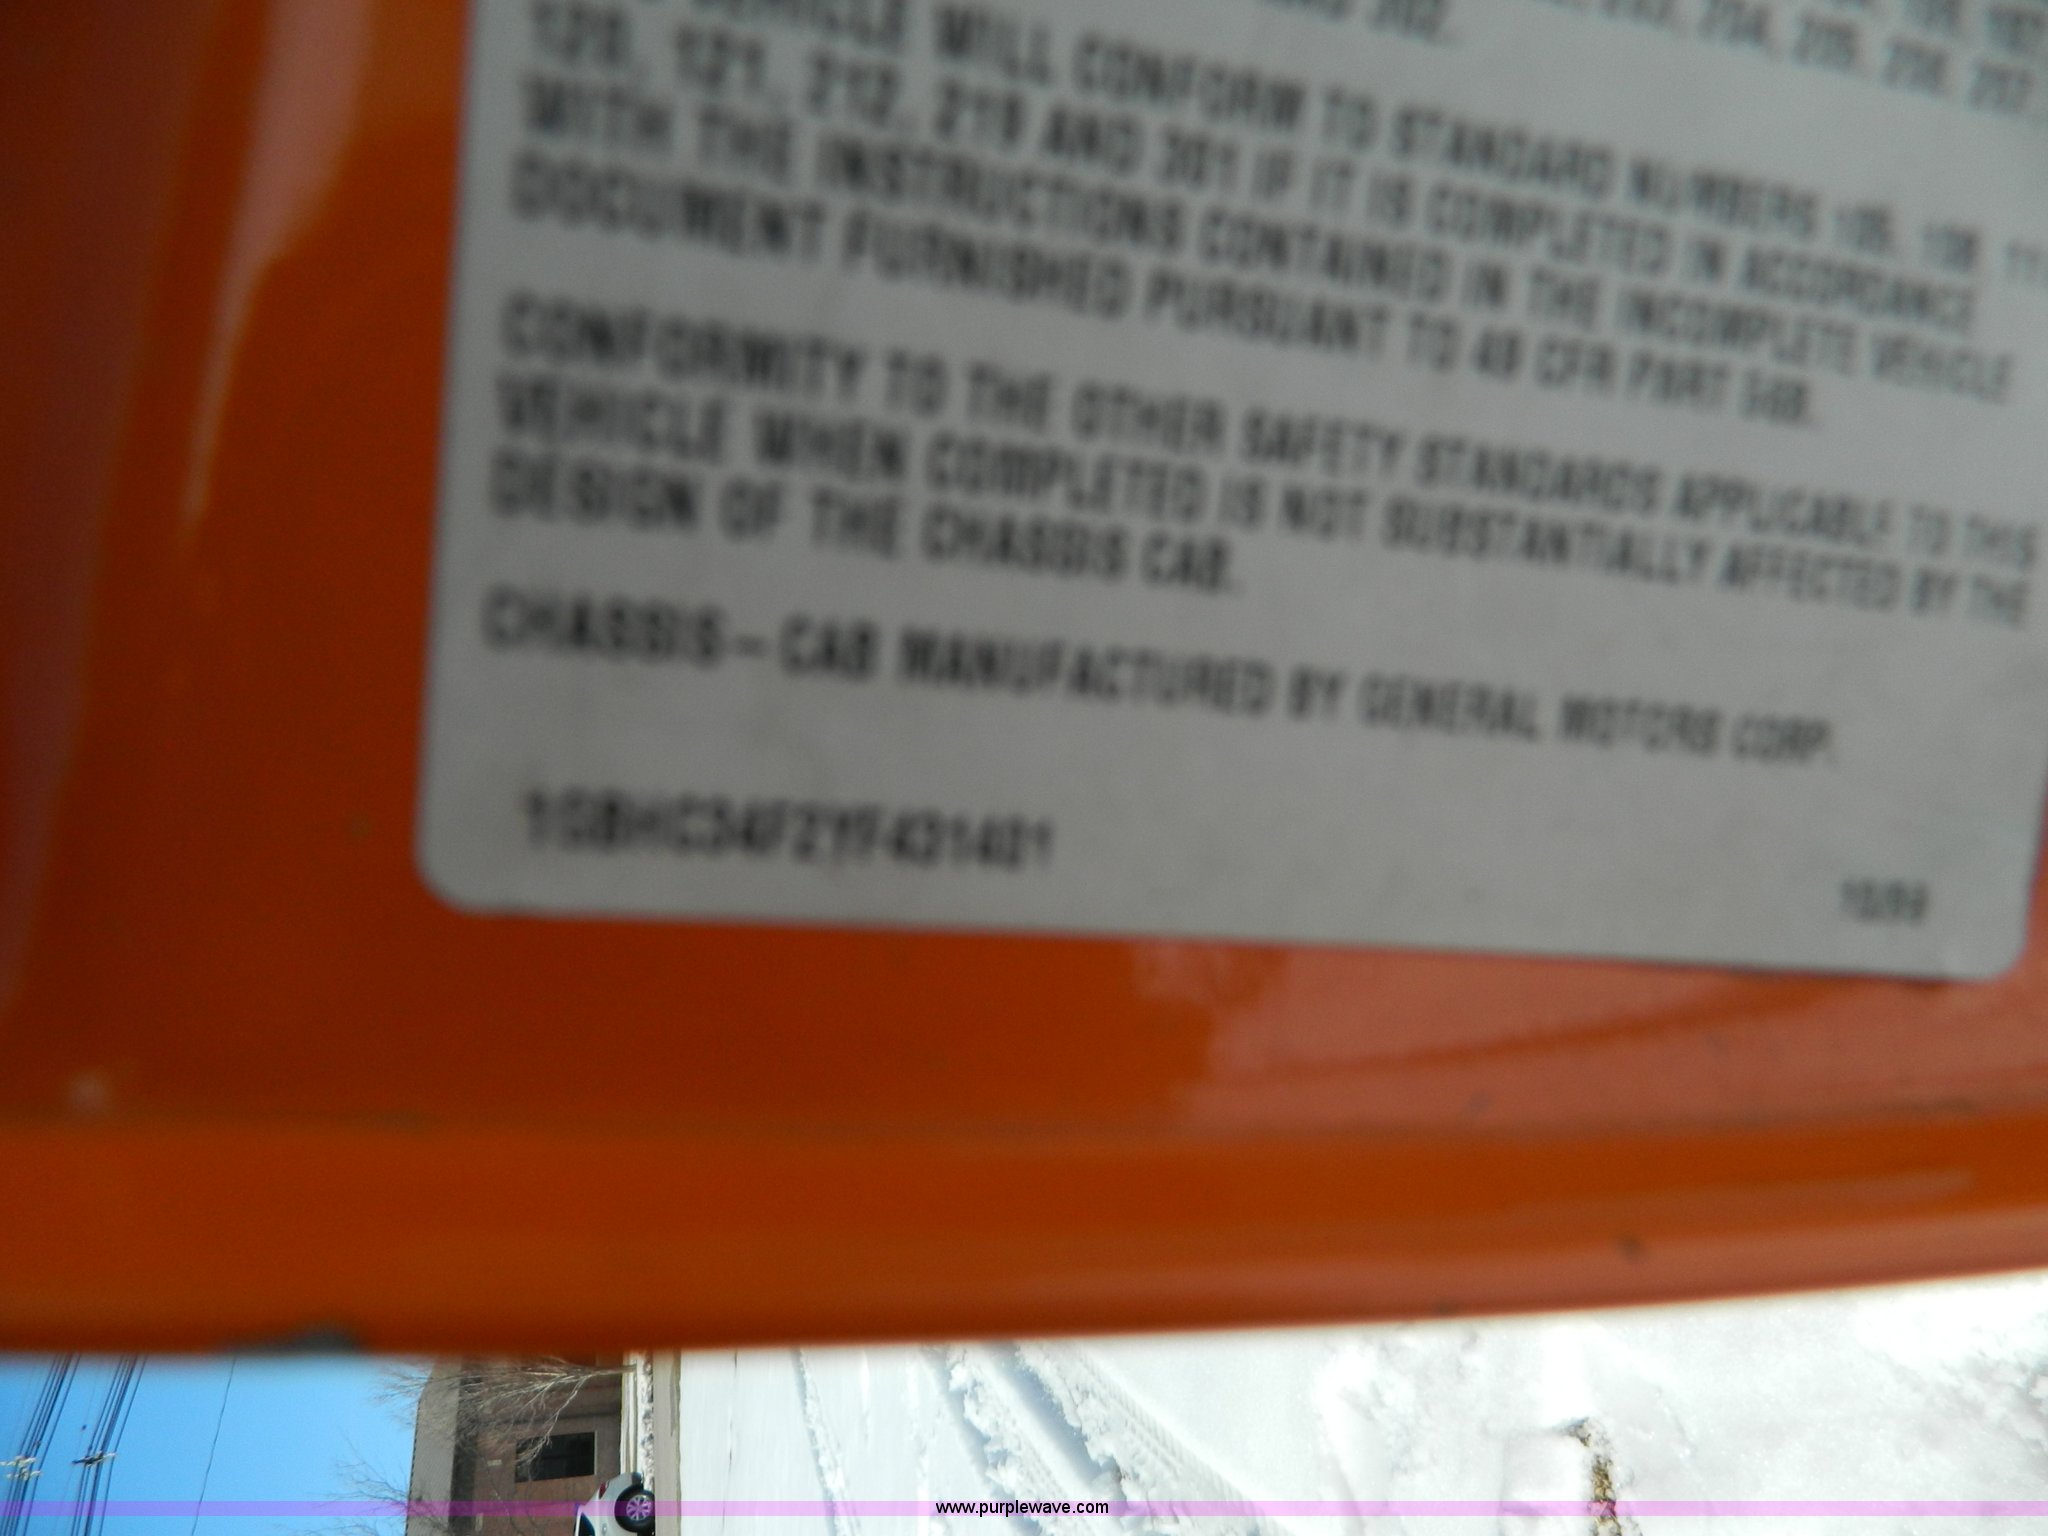 VEHICLE WILL CONFORM TO STANDARD NUMBERS 105, 108
120, 121, 212, 219 AND 301 IF IT IS COMPLETED IN ACCORDANCE
WITH THE INSTRUCTIONS CONTAINED IN THE INCOMPLETE VEHICLE
DOCUMENT FURNISHED PURSUANT TO 49 CFR PART 568.
CONFORMITY TO THE OTHER SAFETY STANDARDS APPLICABLE TO THIS
VEHICLE WHEN COMPLETED IS NOT SUBSTANTIALLY AFFECTED BY THE
DESIGN OF THE CHASSIS CAB.
CHASSIS – CAB MANUFACTURED BY GENERAL MOTORS CORP.
www.purplewave.com